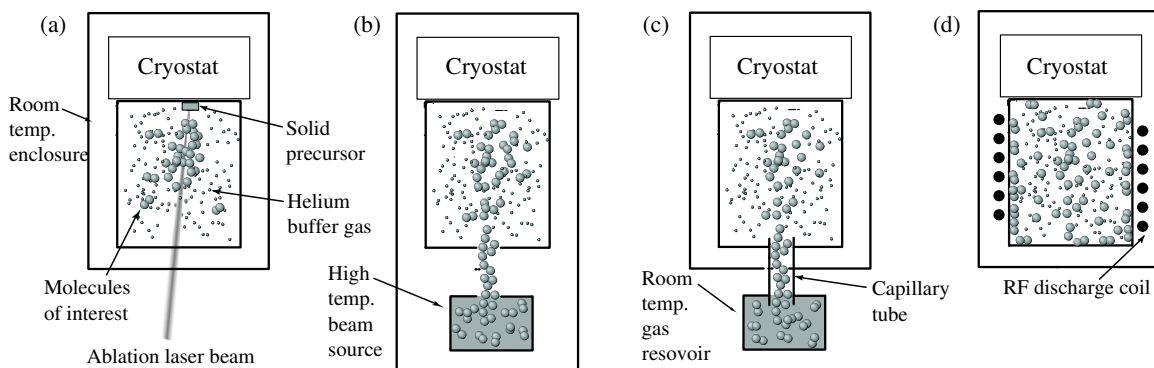 (a)
Cryostat
Room
temp.
enclosure
Solid
precursor
Helium
buffer gas
Molecules
of interest
Ablation laser beam
(b)
Cryostat
High
temp.
beam
source
(c)
Cryostat
Room
temp.
gas
resovoir
Capillary
tube
(d)
Cryostat
RF discharge coil